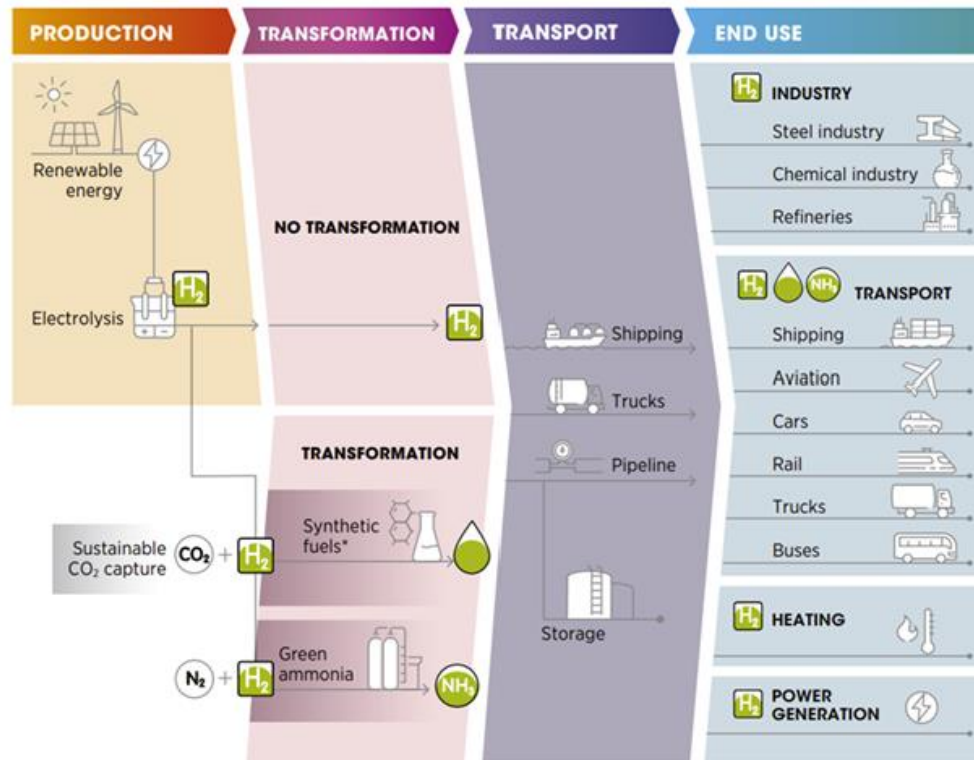 PRODUCTION
TRANSFORMATION
TRANSPORT
END USE
Renewable
energy
Electrolysis
H₂
NO TRANSFORMATION
H₂
TRANSFORMATION
Sustainable
CO₂ capture
CO₂ + H₂
Synthetic
fuels*
N₂ + H₂
Green
ammonia
NH₃
Shipping
Trucks
Pipeline
Storage
H₂ INDUSTRY
Steel industry
Chemical industry
Refineries
H₂ NH₃ TRANSPORT
Shipping
Aviation
Cars
Rail
Trucks
Buses
H₂ HEATING
H₂ POWER
GENERATION